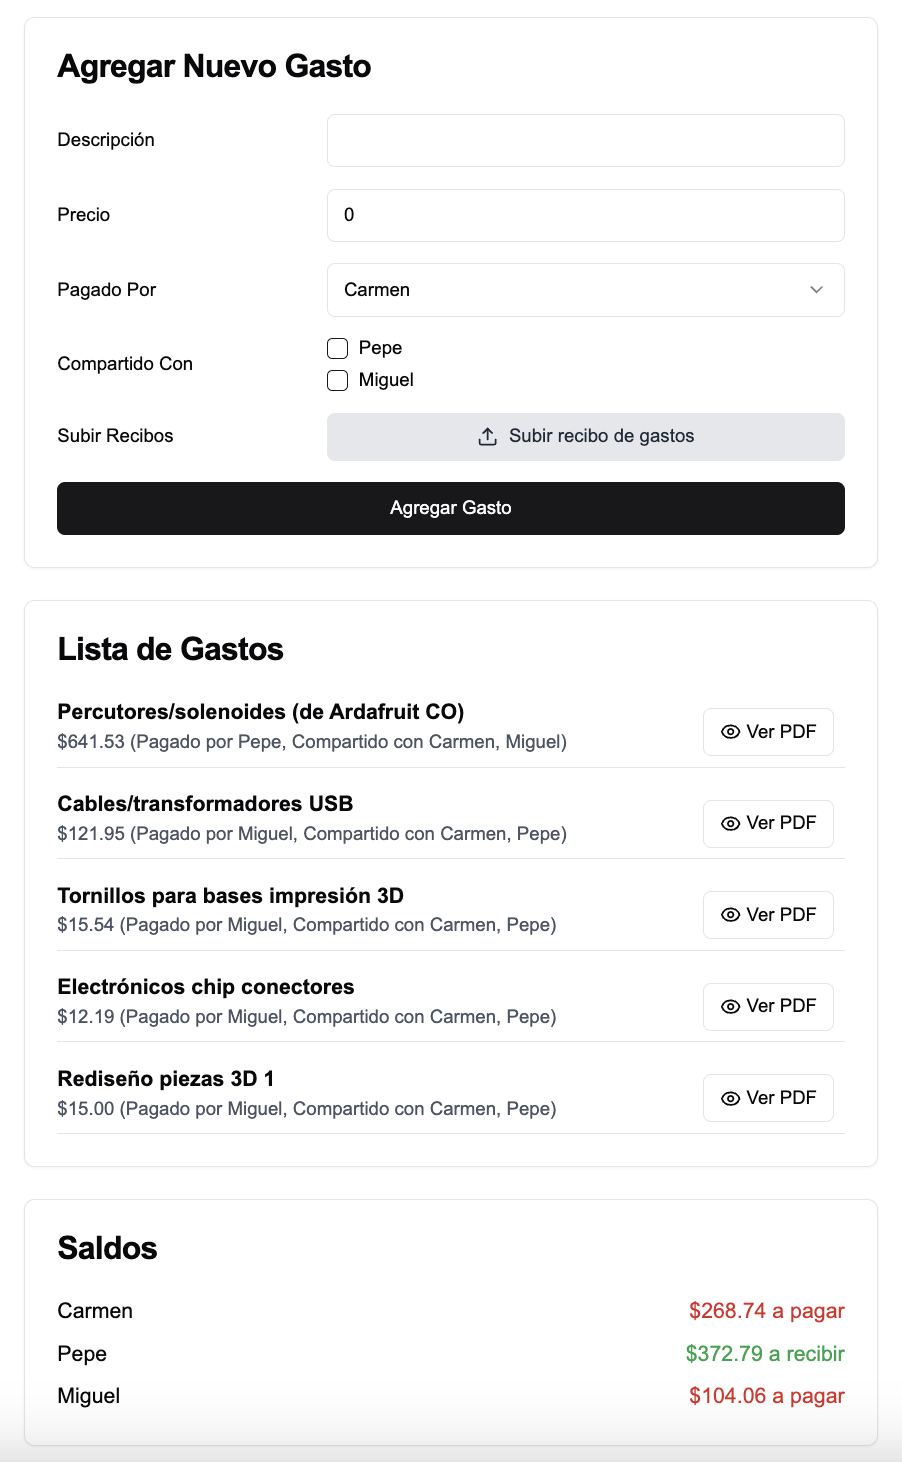 Agregar Nuevo Gasto
Descripción
Precio
0
Pagado Por
Carmen
Compartido Con
Pepe
Miguel
Subir Recibos
Subir recibo de gastos
Agregar Gasto
Lista de Gastos
Percutores/solenoides (de Ardafruit CO)
$641.53 (Pagado por Pepe, Compartido con Carmen, Miguel)
Ver PDF
Cables/transformadores USB
$121.95 (Pagado por Miguel, Compartido con Carmen, Pepe)
Ver PDF
Tornillos para bases impresión 3D
$15.54 (Pagado por Miguel, Compartido con Carmen, Pepe)
Ver PDF
Electrónicos chip conectores
$12.19 (Pagado por Miguel, Compartido con Carmen, Pepe)
Ver PDF
Rediseño piezas 3D 1
$15.00 (Pagado por Miguel, Compartido con Carmen, Pepe)
Ver PDF
Saldos
Carmen $268.74 a pagar
Pepe $372.79 a recibir
Miguel $104.06 a pagar